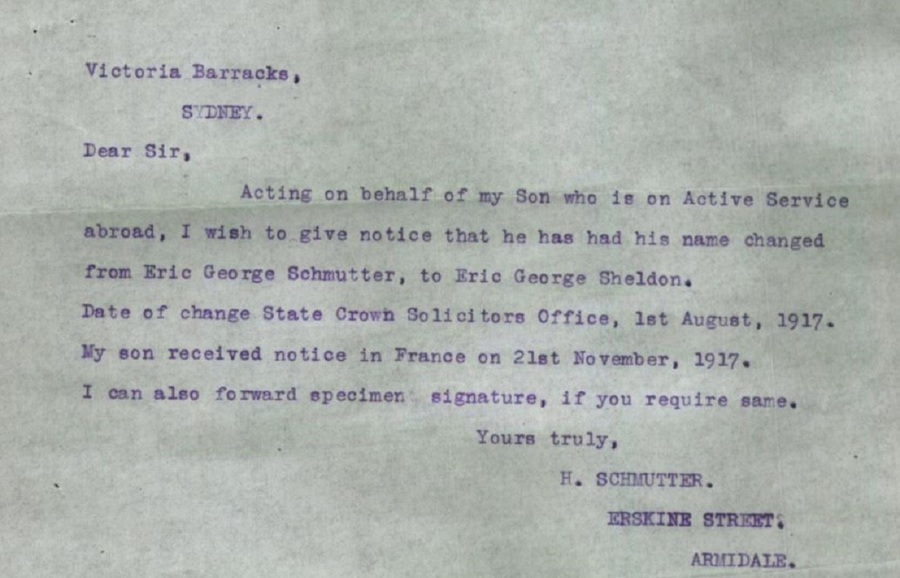 Victoria Barracks,
SYDNEY.
Dear Sir,
Acting on behalf of my Son who is on Active Service
abroad, I wish to give notice that he has had his name changed
from Eric George Schmutter, to Eric George Sheldon.
Date of change State Crown Solicitors Office, 1st August, 1917.
My son received notice in France on 21st November, 1917.
I can also forward specimen signature, if you require same.
Yours truly,
H. SCHMUTTER.
ERSKINE STREET.
ARMIDALE.